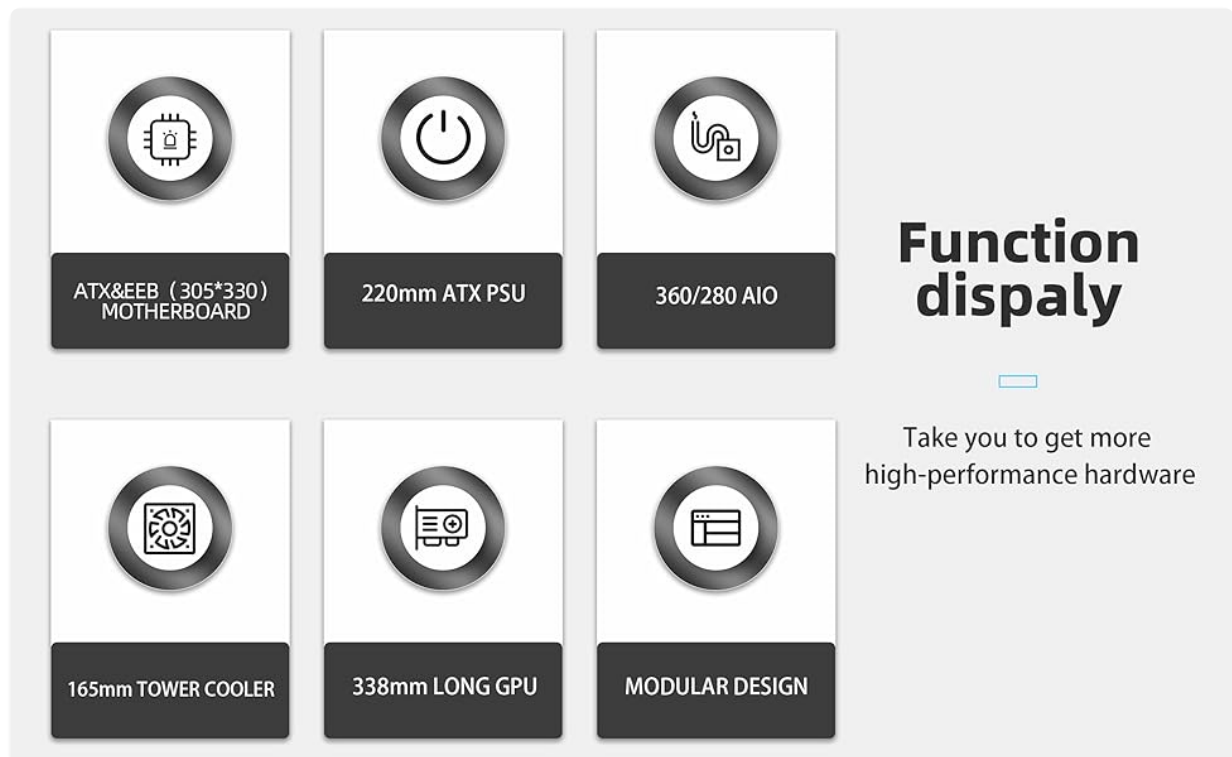 ATX&EEB（305*330）
MOTHERBOARD
220mm ATX PSU
360/280 AIO
Function
dispaly
Take you to get more
high-performance hardware
165mm TOWER COOLER
338mm LONG GPU
MODULAR DESIGN